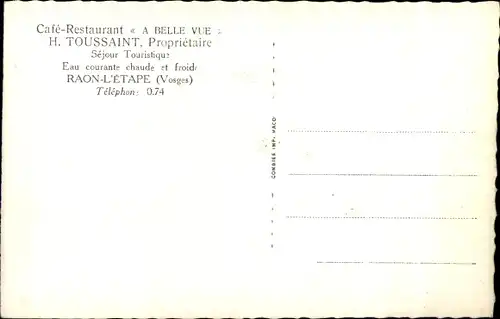 Café-Restaurant « A BELLE VUE »
H. TOUSSAINT, Propriétaire
Séjour Touristique
Eau courante chaude et froide
RAON-L'ÉTAPE (Vosges)
Téléphone 0.74
COMBIER IMP. MACON